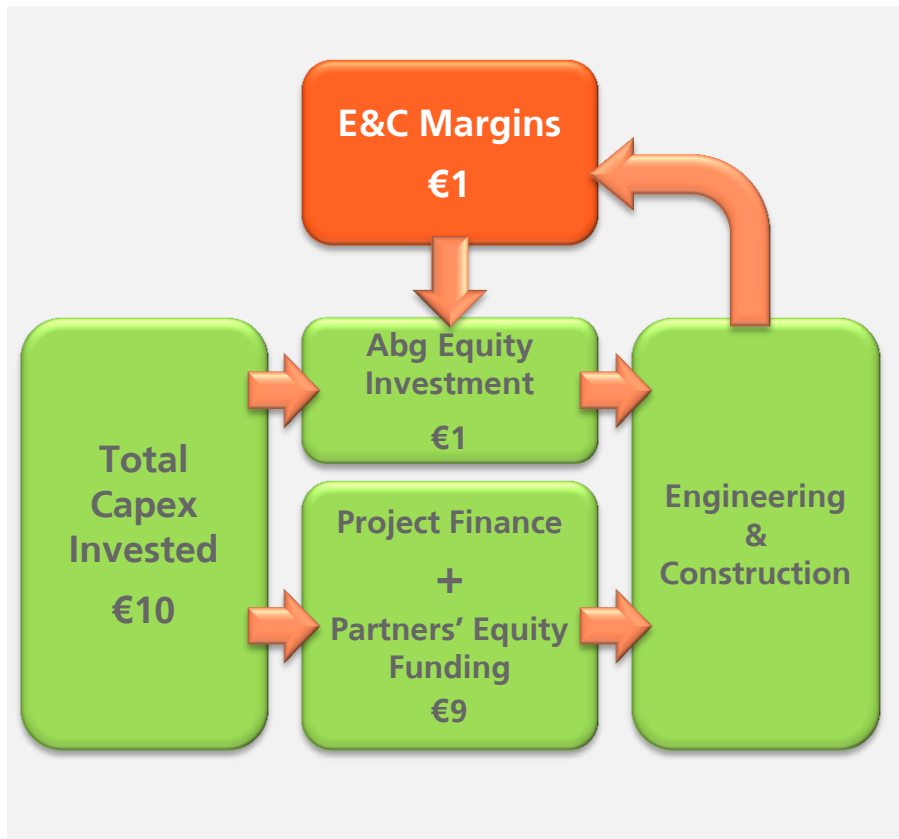 E&C Margins
€1
Total
Capex
Invested
€10
Abg Equity
Investment
€1
Project Finance
+
Partners’ Equity
Funding
€9
Engineering
&
Construction